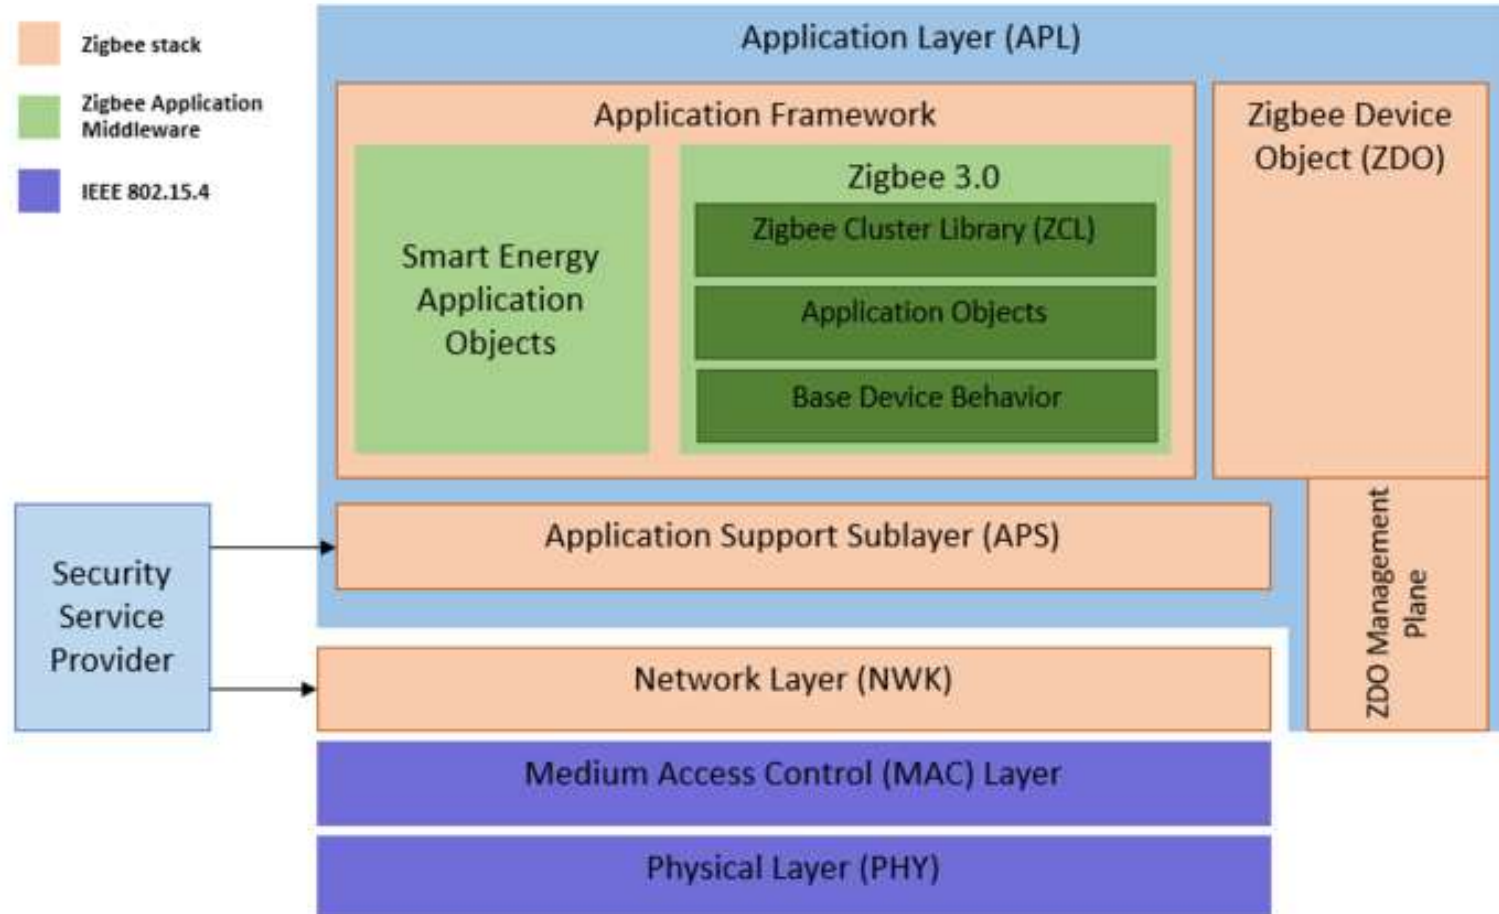 Zigbee stack
Zigbee Application
Middleware
IEEE 802.15.4
Application Layer (APL)
Application Framework
Smart Energy
Application
Objects
Zigbee 3.0
Zigbee Cluster Library (ZCL)
Application Objects
Base Device Behavior
Zigbee Device
Object (ZDO)
Security
Service
Provider
Application Support Sublayer (APS)
ZDO Management
Plane
Network Layer (NWK)
Medium Access Control (MAC) Layer
Physical Layer (PHY)